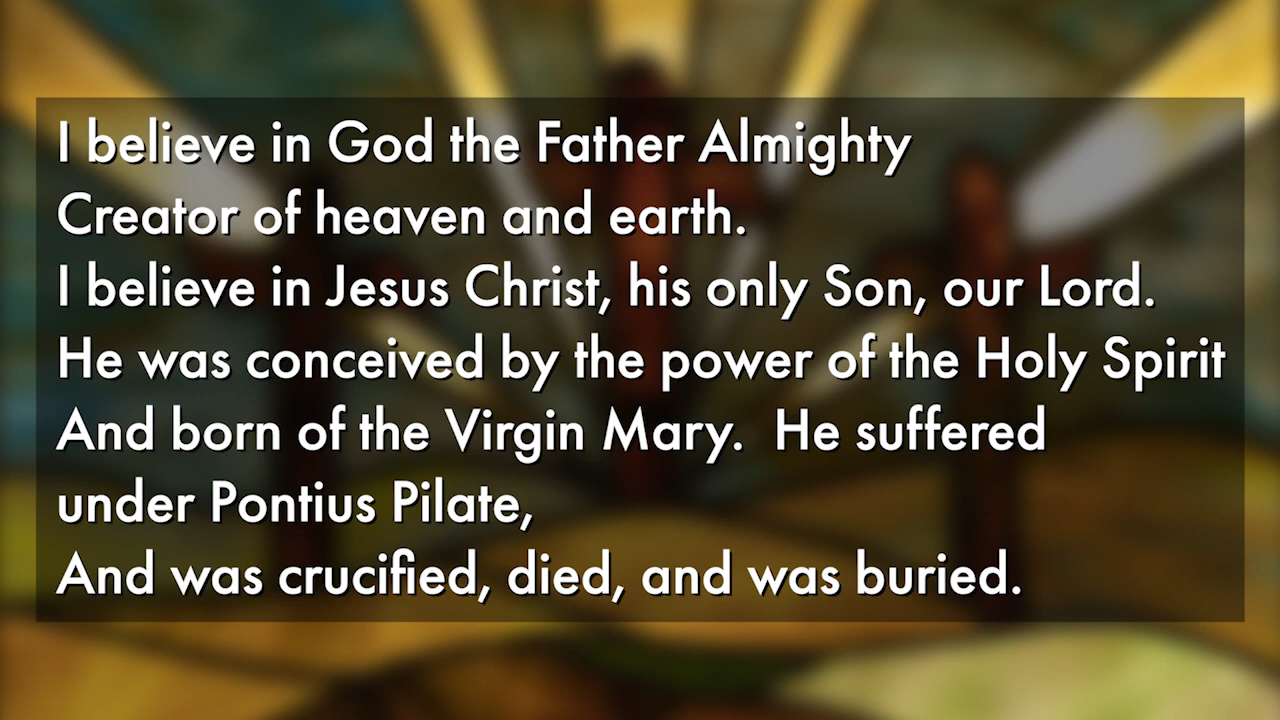 I believe in God the Father Almighty
Creator of heaven and earth.
I believe in Jesus Christ, his only Son, our Lord.
He was conceived by the power of the Holy Spirit
And born of the Virgin Mary.  He suffered
under Pontius Pilate,
And was crucified, died, and was buried.